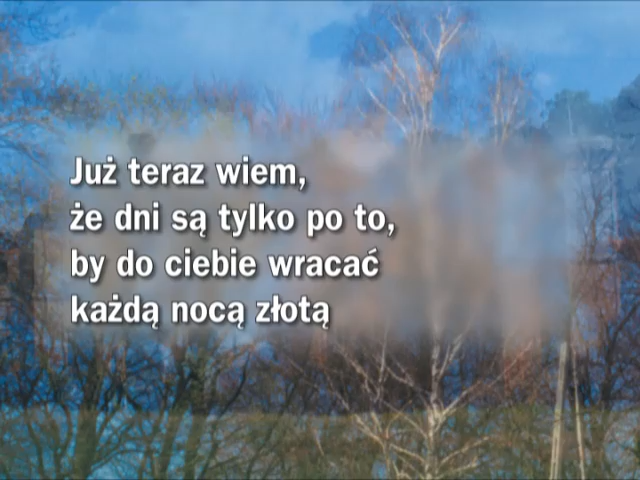 Już teraz wiem,
że dni są tylko po to,
by do ciebie wracać
każdą nocą złotą